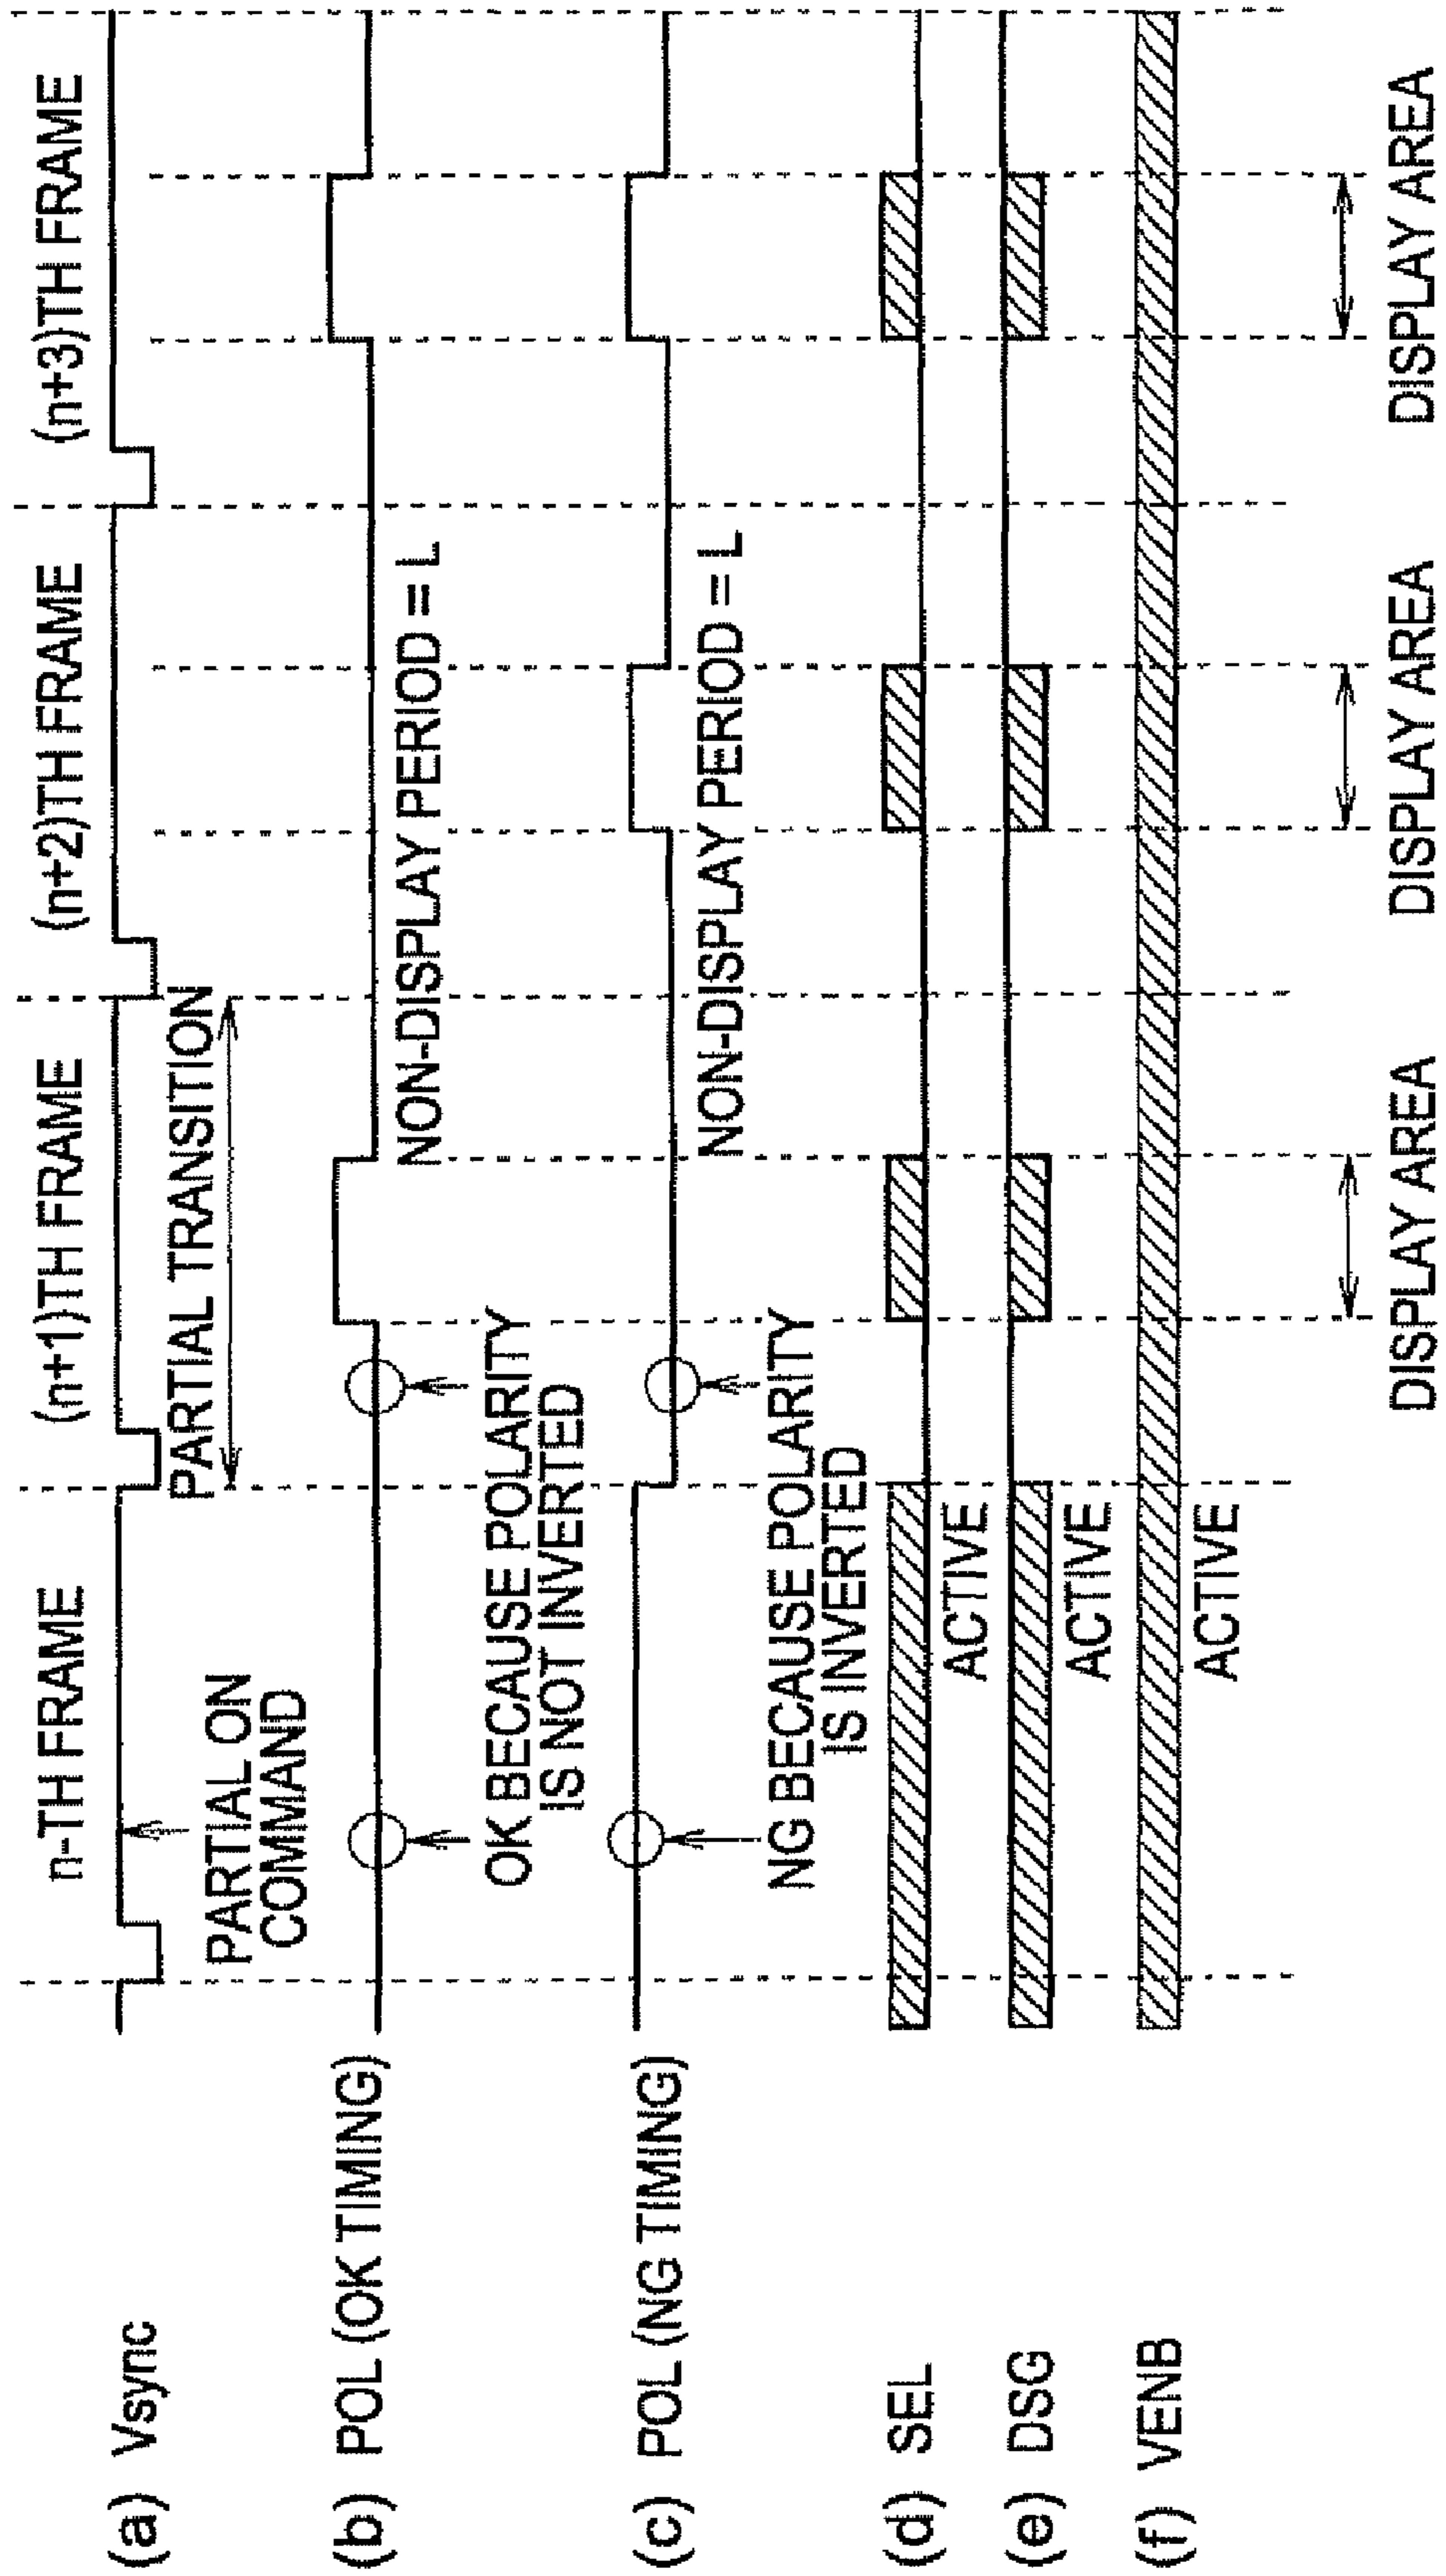 n-TH FRAME
(n+1)TH FRAME
(n+2)TH FRAME
(n+3)TH FRAME
(a) Vsync
PARTIAL ON
COMMAND
PARTIAL TRANSITION
(b) POL (OK TIMING)
NON-DISPLAY PERIOD = L
OK BECAUSE POLARITY
IS NOT INVERTED
(c) POL (NG TIMING)
NON-DISPLAY PERIOD = L
NG BECAUSE POLARITY
IS INVERTED
(d) SEL
ACTIVE
(e) DSG
ACTIVE
(f) VENB
ACTIVE
DISPLAY AREA
DISPLAY AREA
DISPLAY AREA